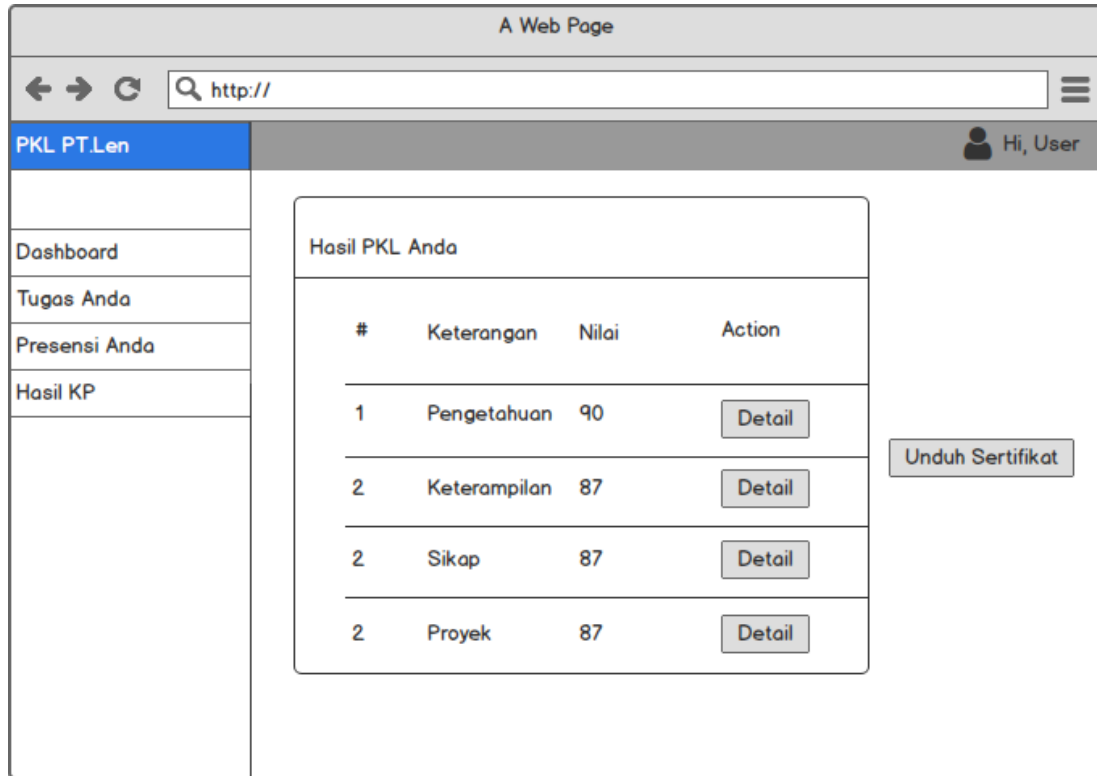 A Web Page
http://
PKL PT.Len
Hi, User
Dashboard
Tugas Anda
Presensi Anda
Hasil KP
Hasil PKL Anda
# Keterangan Nilai Action
1 Pengetahuan 90 Detail
2 Keterampilan 87 Detail
2 Sikap 87 Detail
2 Proyek 87 Detail
Unduh Sertifikat